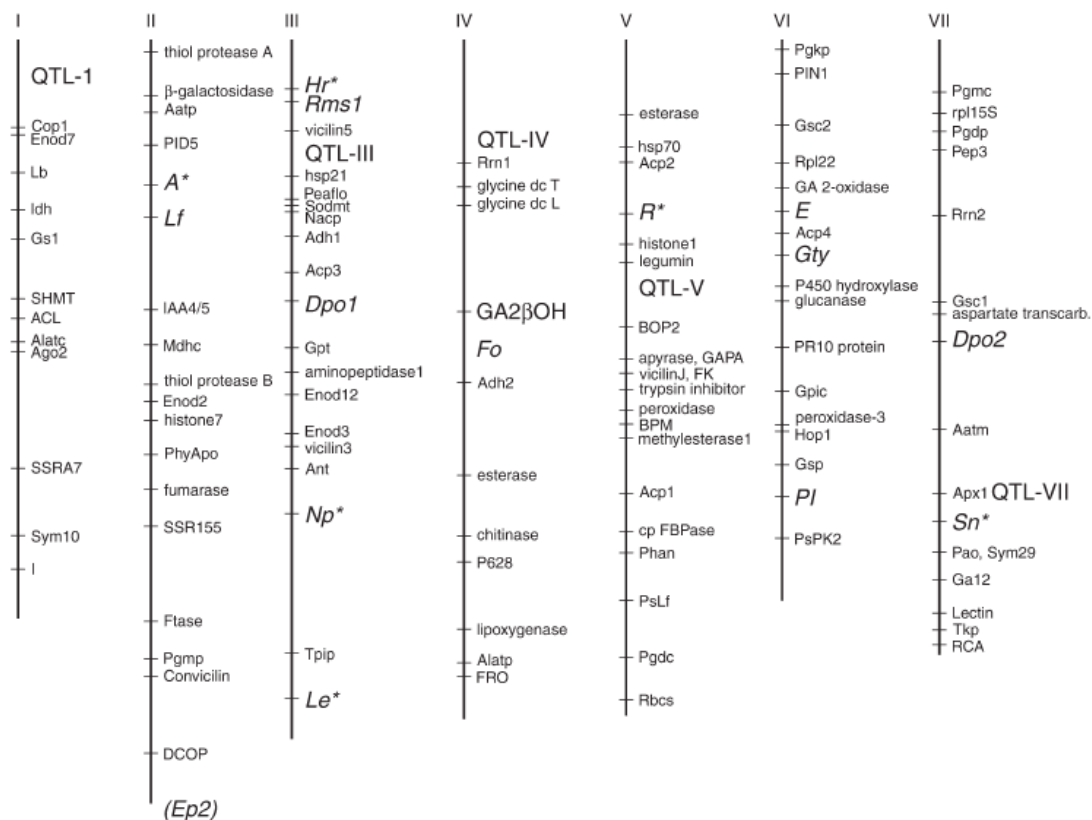 I
QTL-1
Cop1
Enod7
Lb
Idh
Gs1
SHMT
ACL
Alatc
Ago2
SSRA7
Sym10
I
II
thiol protease A
β-galactosidase
Aatp
PID5
A*
Lf
IAA4/5
Mdhc
thiol protease B
Enod2
histone7
PhyApo
fumarase
SSR155
Ftase
Pgmp
Convicilin
DCOP
(Ep2)
III
Hr*
Rms1
vicilin5
QTL-III
hsp21
Peaflo
Sodmt
Nacp
Adh1
Acp3
Dpo1
Gpt
aminopeptidase1
Enod12
Enod3
vicilin3
Ant
Np*
Tpip
Le*
IV
QTL-IV
Rrn1
glycine dc T
glycine dc L
GA2βOH
Fo
Adh2
esterase
chitinase
P628
lipoxygenase
Alatp
FRO
V
esterase
hsp70
Acp2
R*
histone1
legumin
QTL-V
BOP2
apyrase, GAPA
vicilinJ, FK
trypsin inhibitor
peroxidase
BPM
methylesterase1
Acp1
cp FBPase
Phan
PsLf
Pgdc
Rbcs
VI
Pgkp
PIN1
Gsc2
Rpl22
GA 2-oxidase
E
Acp4
Gty
P450 hydroxylase
glucanase
PR10 protein
Gpic
peroxidase-3
Hop1
Gsp
Pl
PsPK2
VII
Pgmc
rpl15S
Pgdp
Pep3
Rrn2
Gsc1
aspartate transcarb.
Dpo2
Aatm
Apx1 QTL-VII
Sn*
Pao, Sym29
Ga12
Lectin
Tkp
RCA